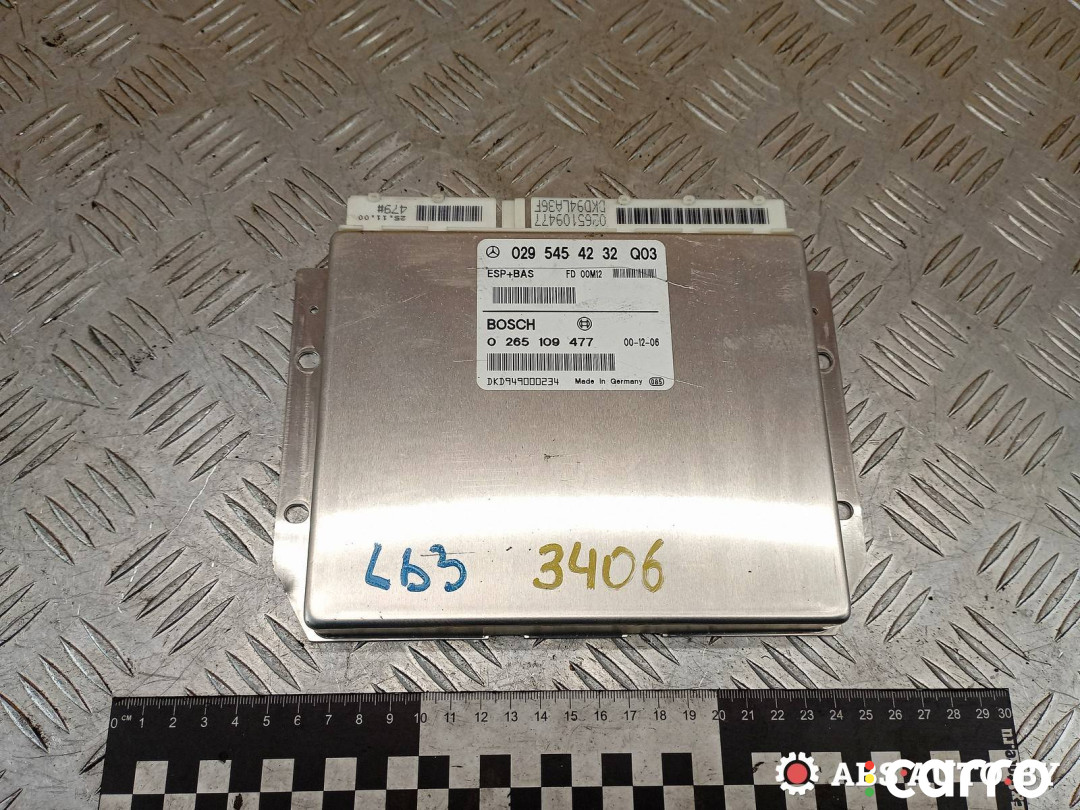 479#
25.11.00
0265109477
DKD94LA36F
029 545 42 32 Q03
ESP+BAS FD 00M12
BOSCH
0 265 109 477 00-12-06
DKD949000234 Made in Germany 085
3406
0 CM 1 2 3 4 5 6 7 8 9 10 11 12 13 14 15 16 17 18 19 20 21 22 23 24 25 26 27 28 29 30